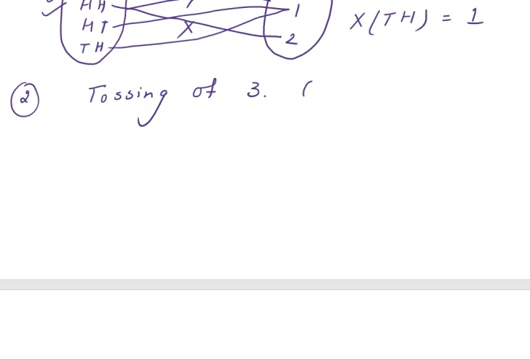 HH
1
X(TH) = 1
HT
X
2
TH
② Tossing of 3. (